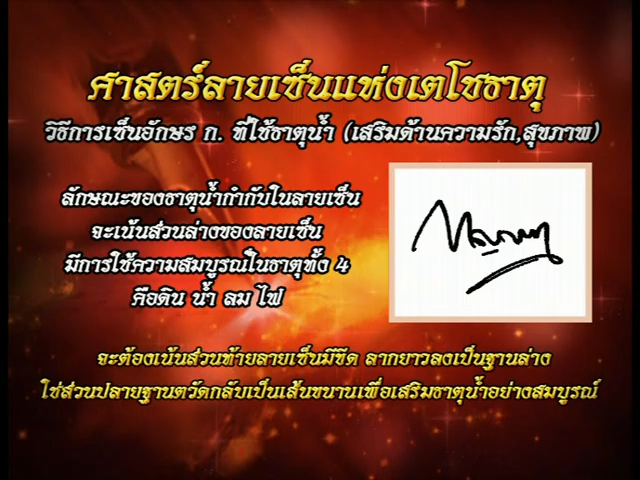 ศาสตร์ลายเซ็นแห่งเตโชธาตุ
วิธีการเซ็นอักษร ก. ที่ใช้ธาตุน้ำ (เสริมด้านความรัก,สุขภาพ)
ลักษณะของธาตุน้ำกำกับในลายเซ็น
จะเน้นส่วนล่างของลายเซ็น
มีการใช้ความสมบูรณ์ในธาตุทั้ง 4
คือดิน น้ำ ลม ไฟ
จะต้องเน้นส่วนท้ายลายเซ็นมีขีด ลากยาวลงเป็นฐานล่าง
ใช้ส่วนปลายฐานตวัดกลับเป็นเส้นขนานเพื่อเสริมธาตุน้ำอย่างสมบูรณ์